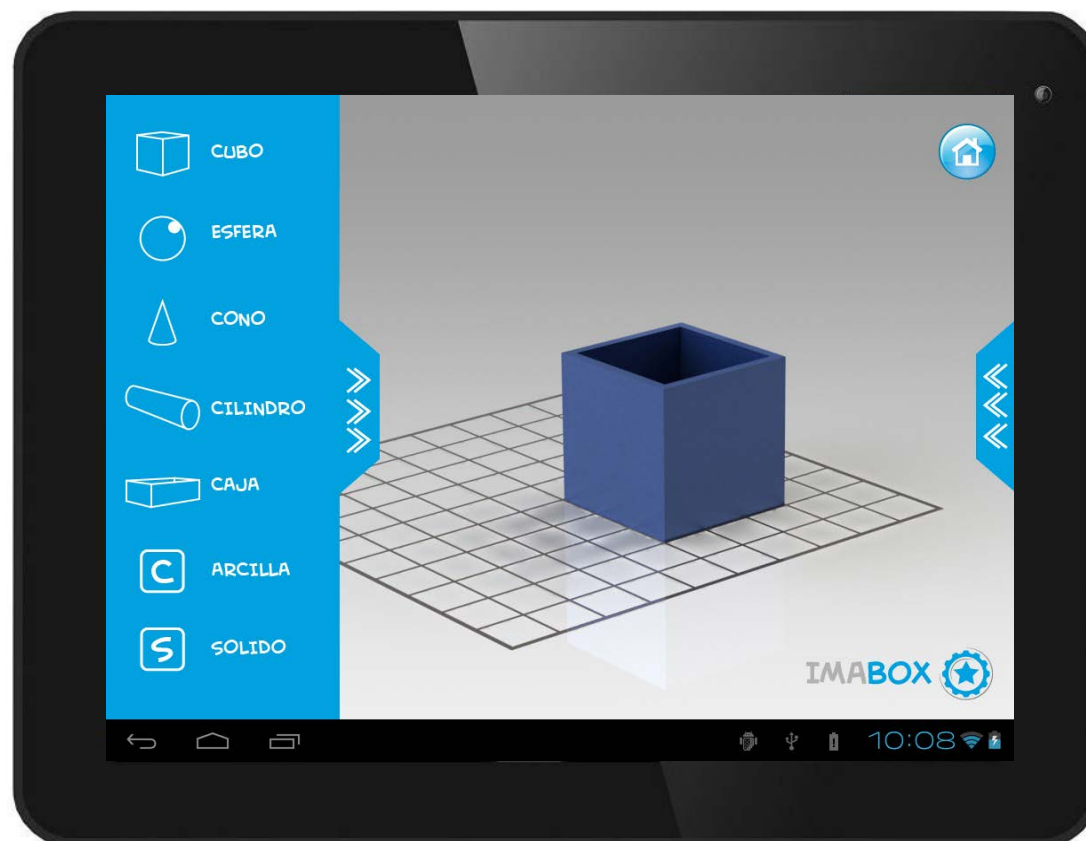 CUBO
ESFERA
CONO
CILINDRO
CAJA
C ARCILLA
S SOLIDO
IMABOX
10:08